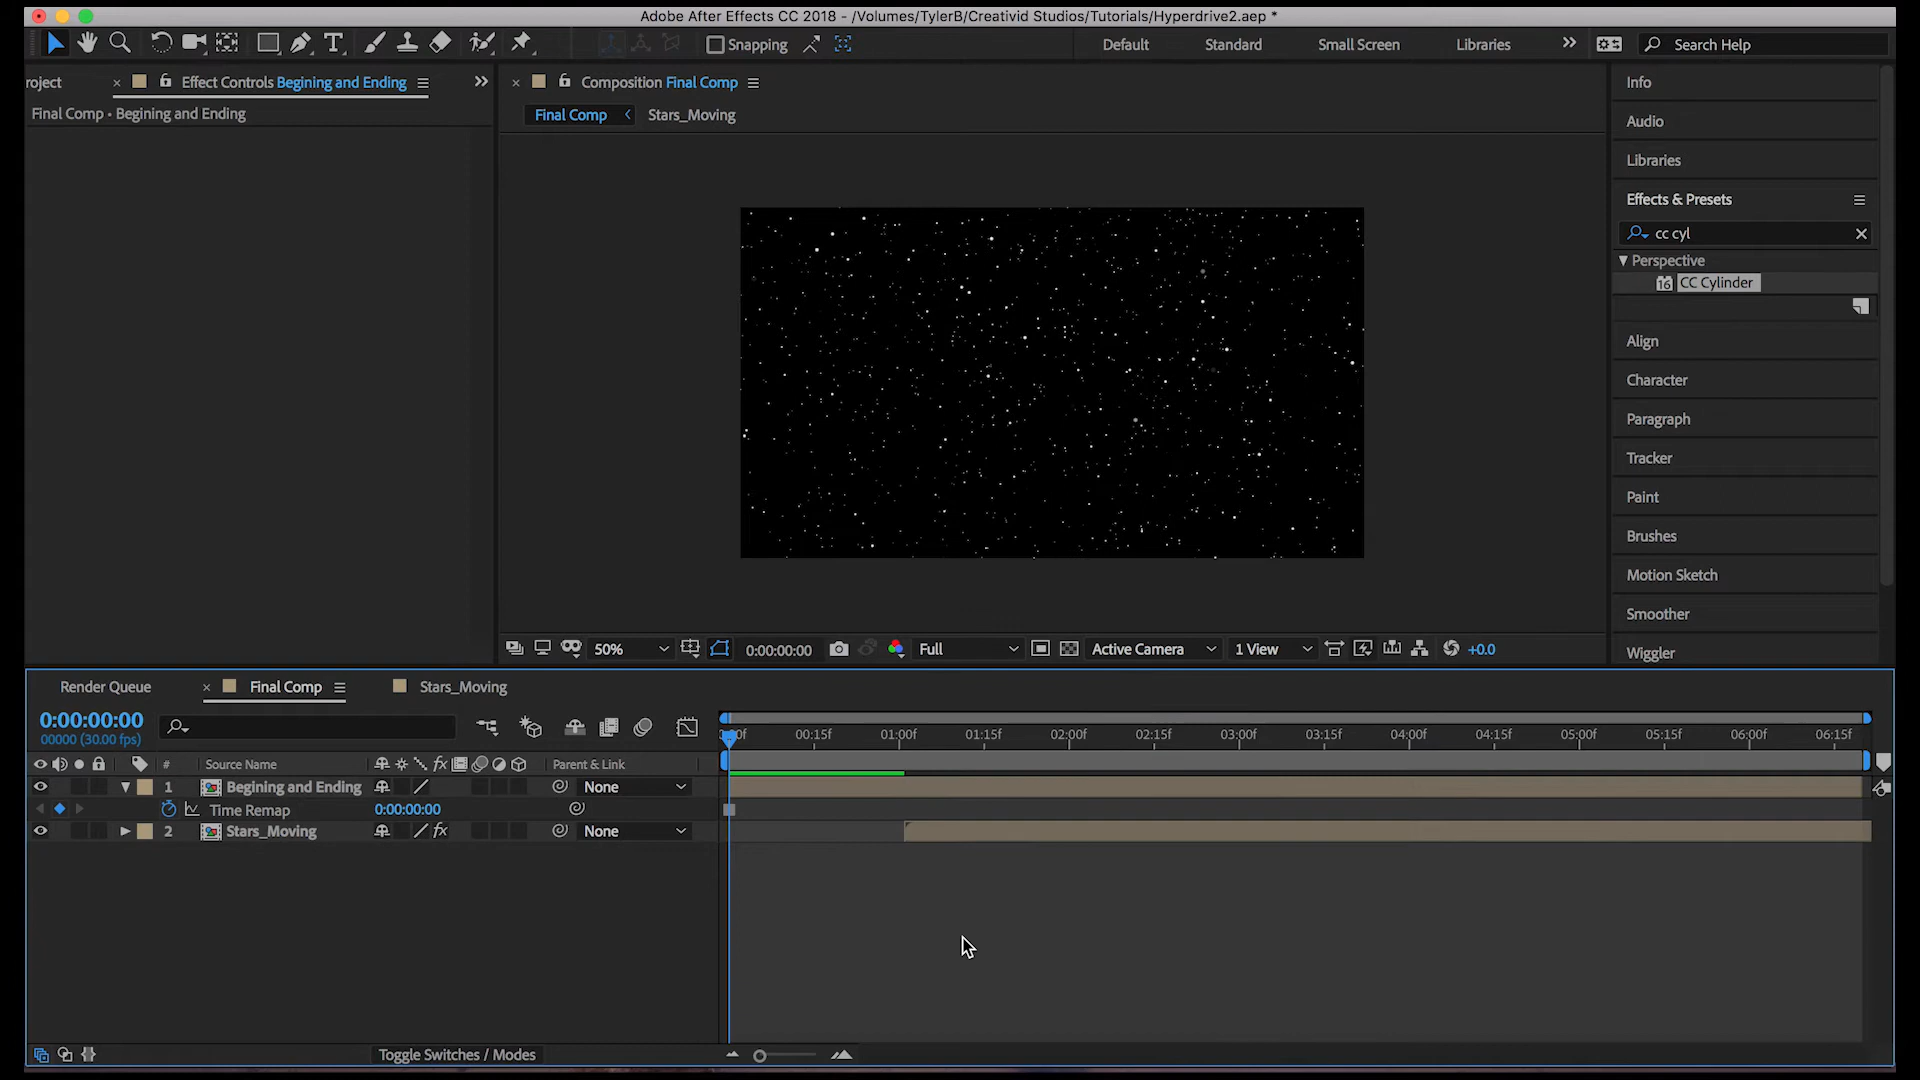 Adobe After Effects CC 2018 - /Volumes/TylerB/Creativid Studios/Tutorials/Hyperdrive2.aep *
Snapping
Default
Standard
Small Screen
Libraries
Search Help
roject
Effect Controls Begining and Ending
Composition Final Comp
Final Comp • Begining and Ending
Final Comp
Stars_Moving
Info
Audio
Libraries
Effects & Presets
cc cyl
Perspective
16 CC Cylinder
Align
Character
Paragraph
Tracker
Paint
Brushes
Motion Sketch
Smoother
Wiggler
50%
0:00:00:00
Full
Active Camera
1 View
+0.0
Render Queue
Final Comp
Stars_Moving
0:00:00:00
00000 (30.00 fps)
00f 00:15f 01:00f 01:15f 02:00f 02:15f 03:00f 03:15f 04:00f 04:15f 05:00f 05:15f 06:00f 06:15f
# Source Name fx Parent & Link
1 Begining and Ending None
Time Remap 0:00:00:00
2 Stars_Moving fx None
Toggle Switches / Modes